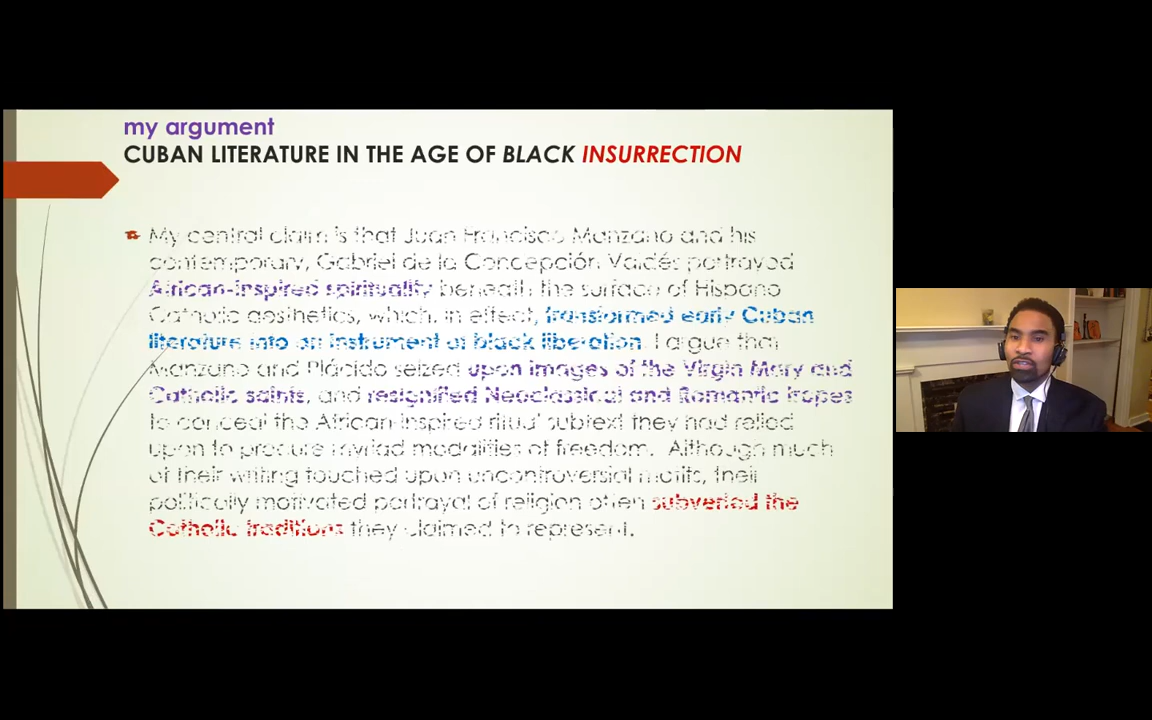 my argument
CUBAN LITERATURE IN THE AGE OF BLACK INSURRECTION
My central claim is that Juan Francisco Manzano and his
contemporary, Gabriel de la Concepción Valdés portrayed
African-inspired spirituality beneath the surface of Hispano
Catholic aesthetics, which, in effect, transformed early Cuban
literature into an instrument of black liberation. I argue that
Manzano and Plácido seized upon images of the Virgin Mary and
Catholic saints, and resignified Neoclassical and Romantic tropes
to conceal the African-inspired ritual subtext they had relied
upon to procure myriad modalities of freedom. Although much
of their writing touched upon uncontroversial motifs, their
politically motivated portrayal of religion often subverted the
Catholic traditions they claimed to represent.